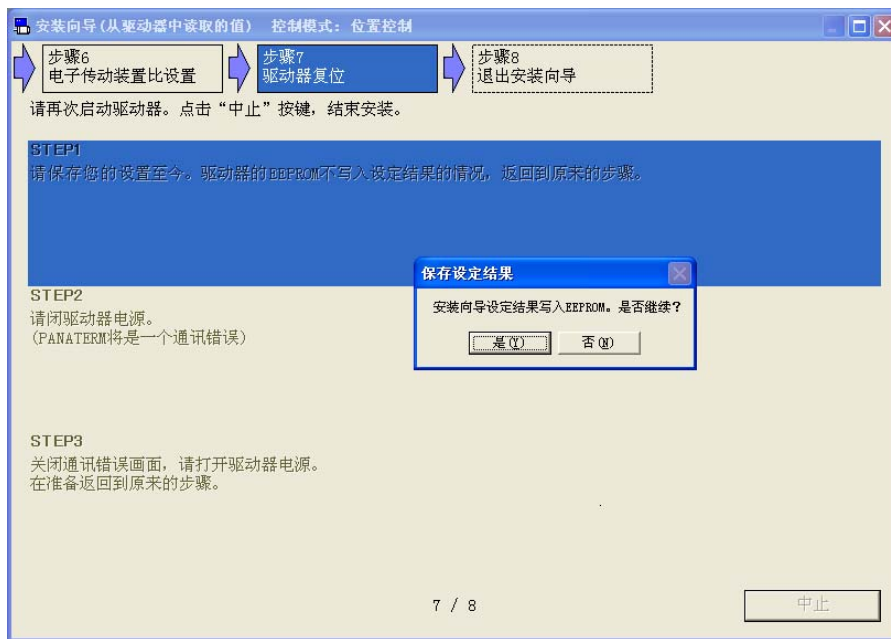 安装向导(从驱动器中读取的值)   控制模式：位置控制
步骤6
电子传动装置比设置
步骤7
驱动器复位
步骤8
退出安装向导
请再次启动驱动器。点击“中止”按键，结束安装。
STEP1
请保存您的设置至今。驱动器的EEPROM不写入设定结果的情况，返回到原来的步骤。
保存设定结果
安装向导设定结果写入EEPROM。是否继续？
是(Y)
否(N)
STEP2
请闭驱动器电源。
(PANATERM将是一个通讯错误)
STEP3
关闭通讯错误画面，请打开驱动器电源。
在准备返回到原来的步骤。
7 / 8
中止